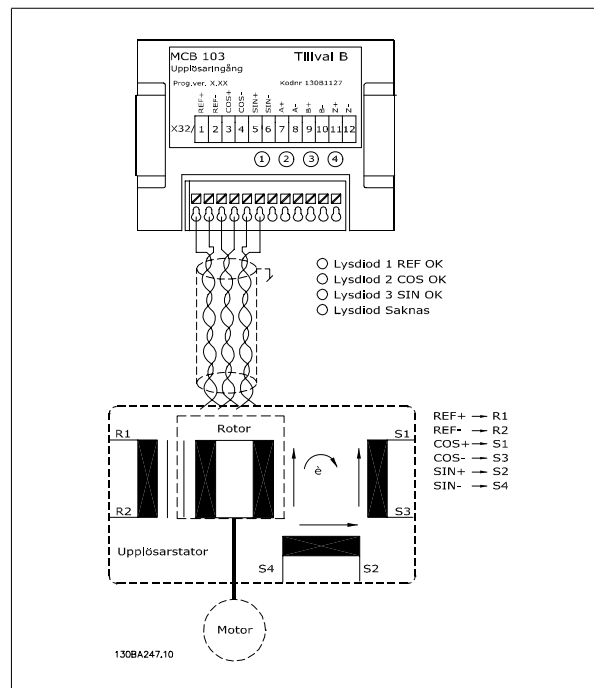 MCB 103 Tillval B
Upplösaringång
Prog.ver. X.XX Kodnr 130B1127
REF+ REF- COS+ COS- SIN+ SIN- A+ A- B+ B- Z+ Z-
X32/ 1 2 3 4 5 6 7 8 9 10 11 12
1 2 3 4
Lysdiod 1 REF OK
Lysdiod 2 COS OK
Lysdiod 3 SIN OK
Lysdiod Saknas
REF+ → R1
REF- → R2
COS+ → S1
COS- → S3
SIN+ → S2
SIN- → S4
R1 Rotor S1
è
R2 S3
Upplösarstator
S4 S2
Motor
130BA247.10